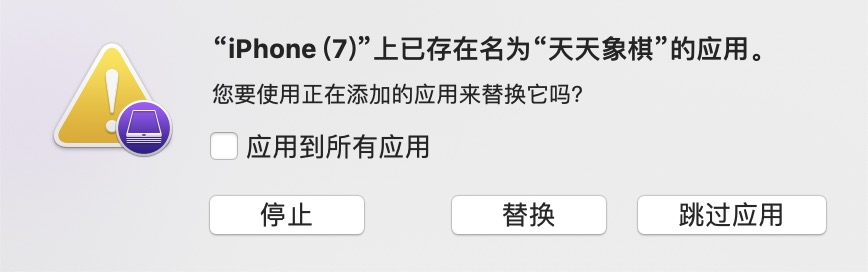 “iPhone (7)”上已存在名为“天天象棋”的应用。
您要使用正在添加的应用来替换它吗?
应用到所有应用
停止
替换
跳过应用